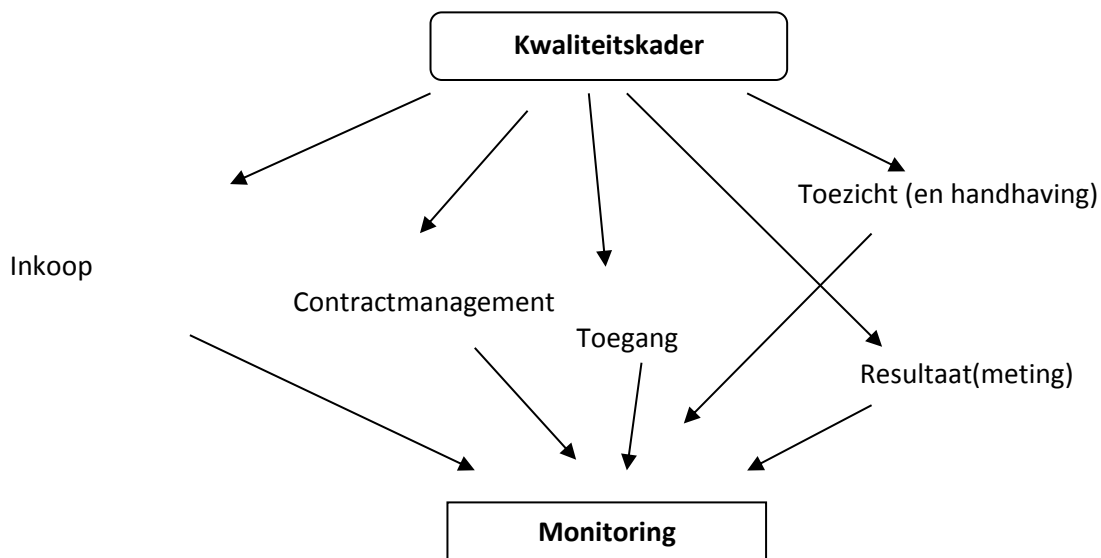 Kwaliteitskader
Toezicht (en handhaving)
Inkoop
Contractmanagement
Toegang
Resultaat(meting)
Monitoring